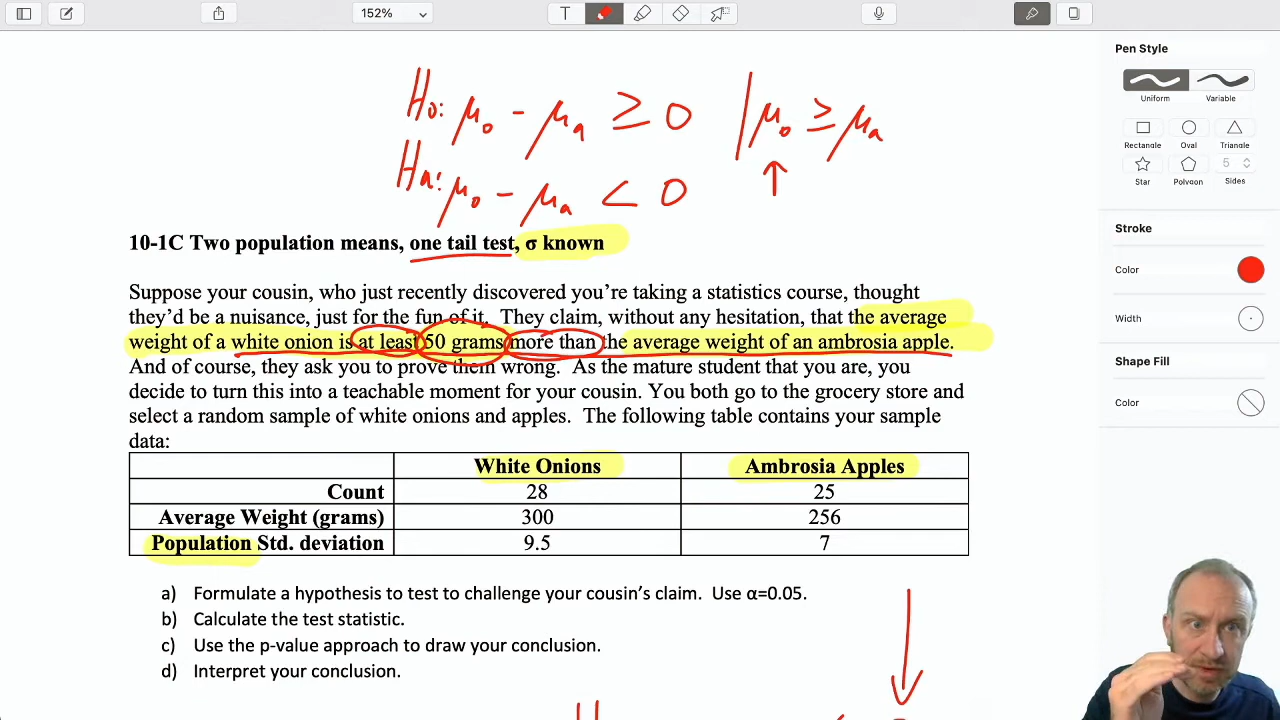 152%
T
H₀: μ₀ - μₐ ≥ 0 | μ₀ ≥ μₐ
Hₐ: μ₀ - μₐ < 0
↑
10-1C Two population means, one tail test, σ known
Suppose your cousin, who just recently discovered you're taking a statistics course, thought
they'd be a nuisance, just for the fun of it. They claim, without any hesitation, that the average
weight of a white onion is at least 50 grams more than the average weight of an ambrosia apple.
And of course, they ask you to prove them wrong. As the mature student that you are, you
decide to turn this into a teachable moment for your cousin. You both go to the grocery store and
select a random sample of white onions and apples. The following table contains your sample
data:
White Onions Ambrosia Apples
Count 28 25
Average Weight (grams) 300 256
Population Std. deviation 9.5 7
a) Formulate a hypothesis to test to challenge your cousin's claim. Use α=0.05.
b) Calculate the test statistic.
c) Use the p-value approach to draw your conclusion.
d) Interpret your conclusion.
Pen Style
Uniform Variable
Rectangle Oval Triangle
5
Star Polygon Sides
Stroke
Color
Width
Shape Fill
Color